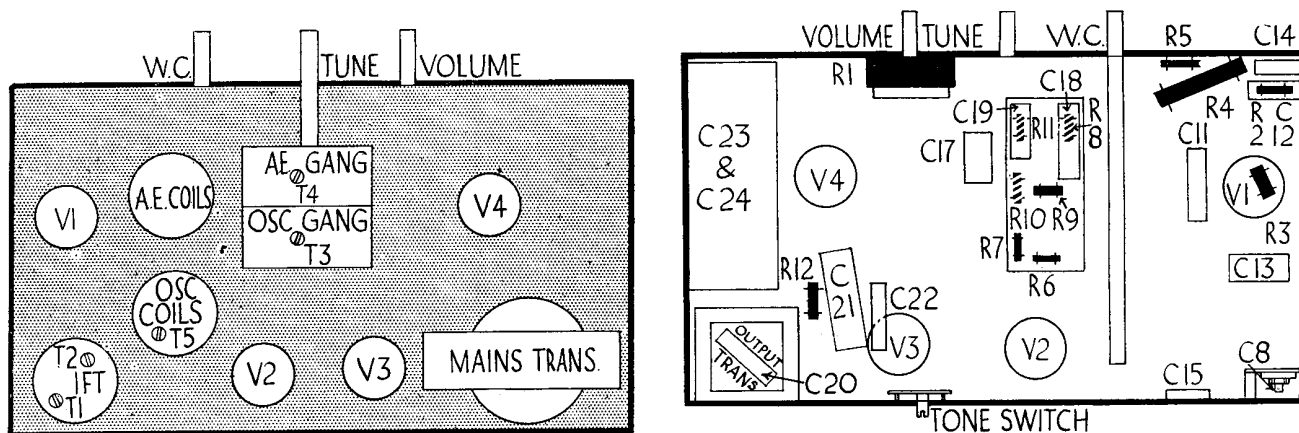 W.C.
TUNE
VOLUME
AE GANG
T4
OSC GANG
T3
V1
A.E. COILS
V4
OSC
COILS
T5
T2
IFT
T1
V2
V3
MAINS TRANS.
VOLUME
TUNE
W.C.
R5
C14
R1
C19
C18
R11
R
8
R4
R
2
C
12
C23
&
C24
V4
C17
C11
V1
R10
R9
R3
R7
R6
C13
R12
C
21
C22
V3
V2
OUTPUT
TRANS
C20
C15
C8
TONE SWITCH